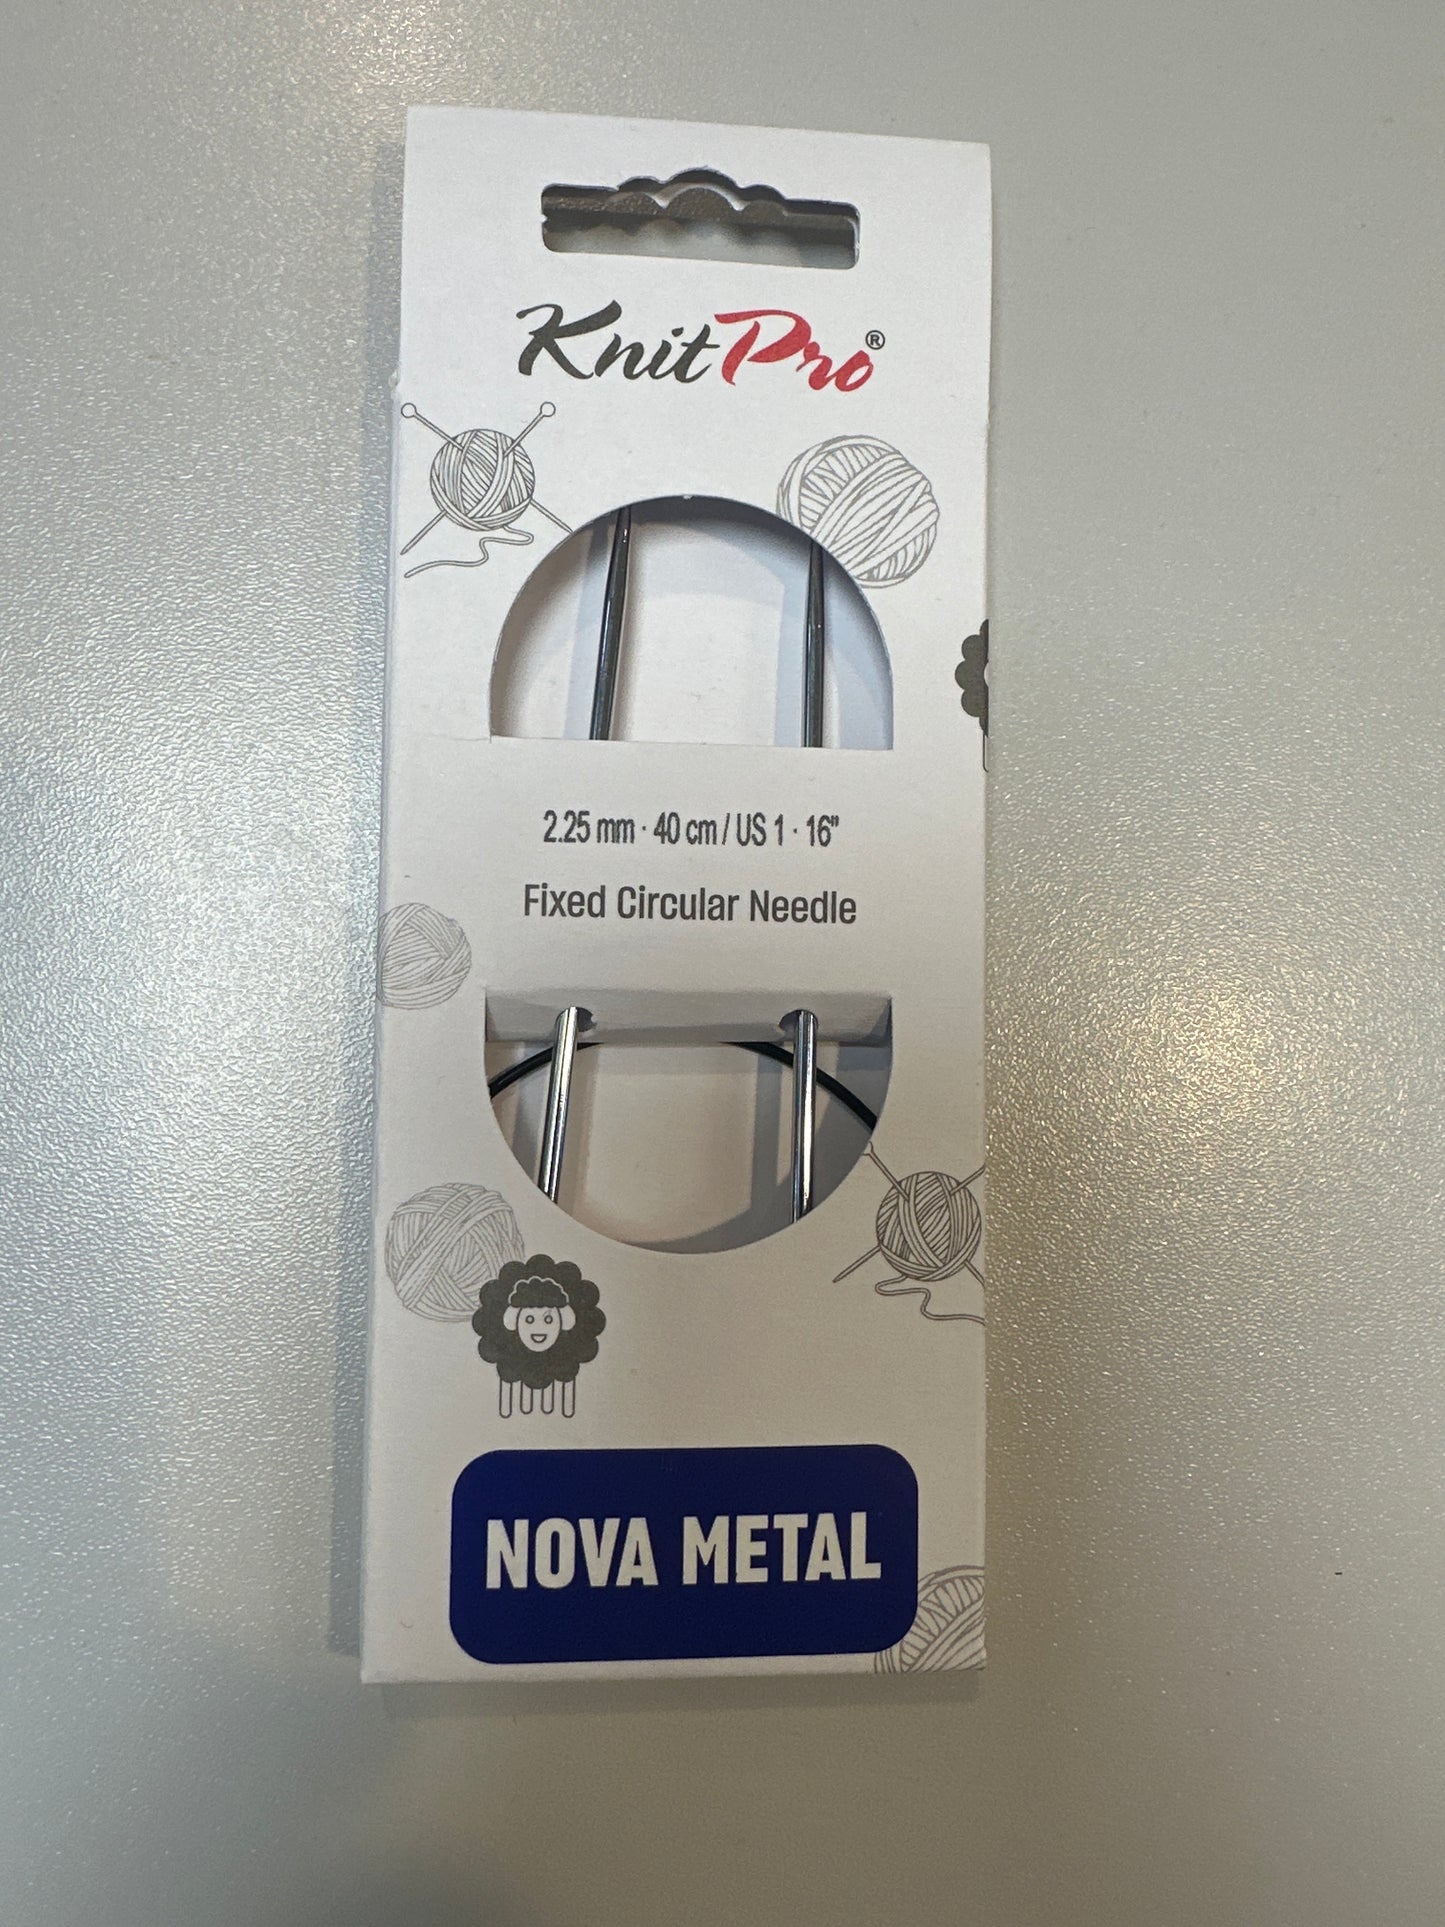 KnitPro®
2.25 mm · 40 cm / US 1 · 16"
Fixed Circular Needle
NOVA METAL